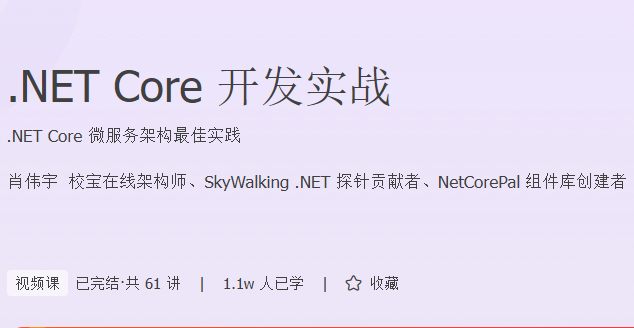 .NET Core 开发实战
.NET Core 微服务架构最佳实践
肖伟宇 校宝在线架构师、SkyWalking .NET 探针贡献者、NetCorePal 组件库创建者
视频课 已完结·共 61 讲 | 1.1w 人已学 | 收藏